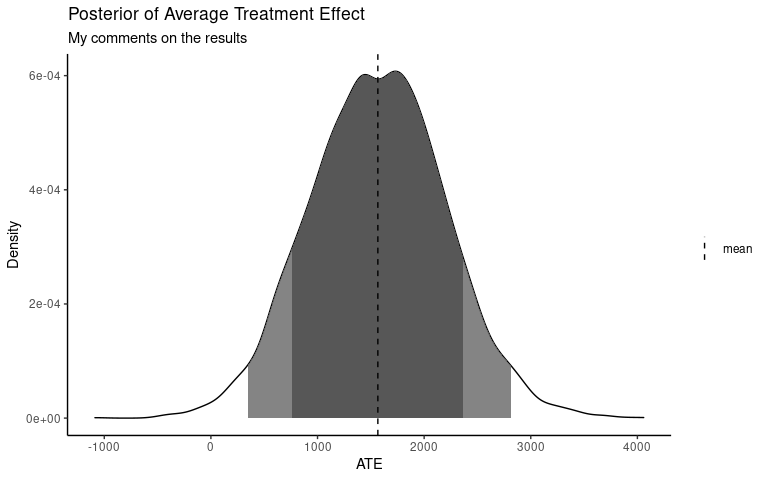 Posterior of Average Treatment Effect
My comments on the results
6e-04
4e-04
2e-04
0e+00
Density
-1000 0 1000 2000 3000 4000
ATE
mean